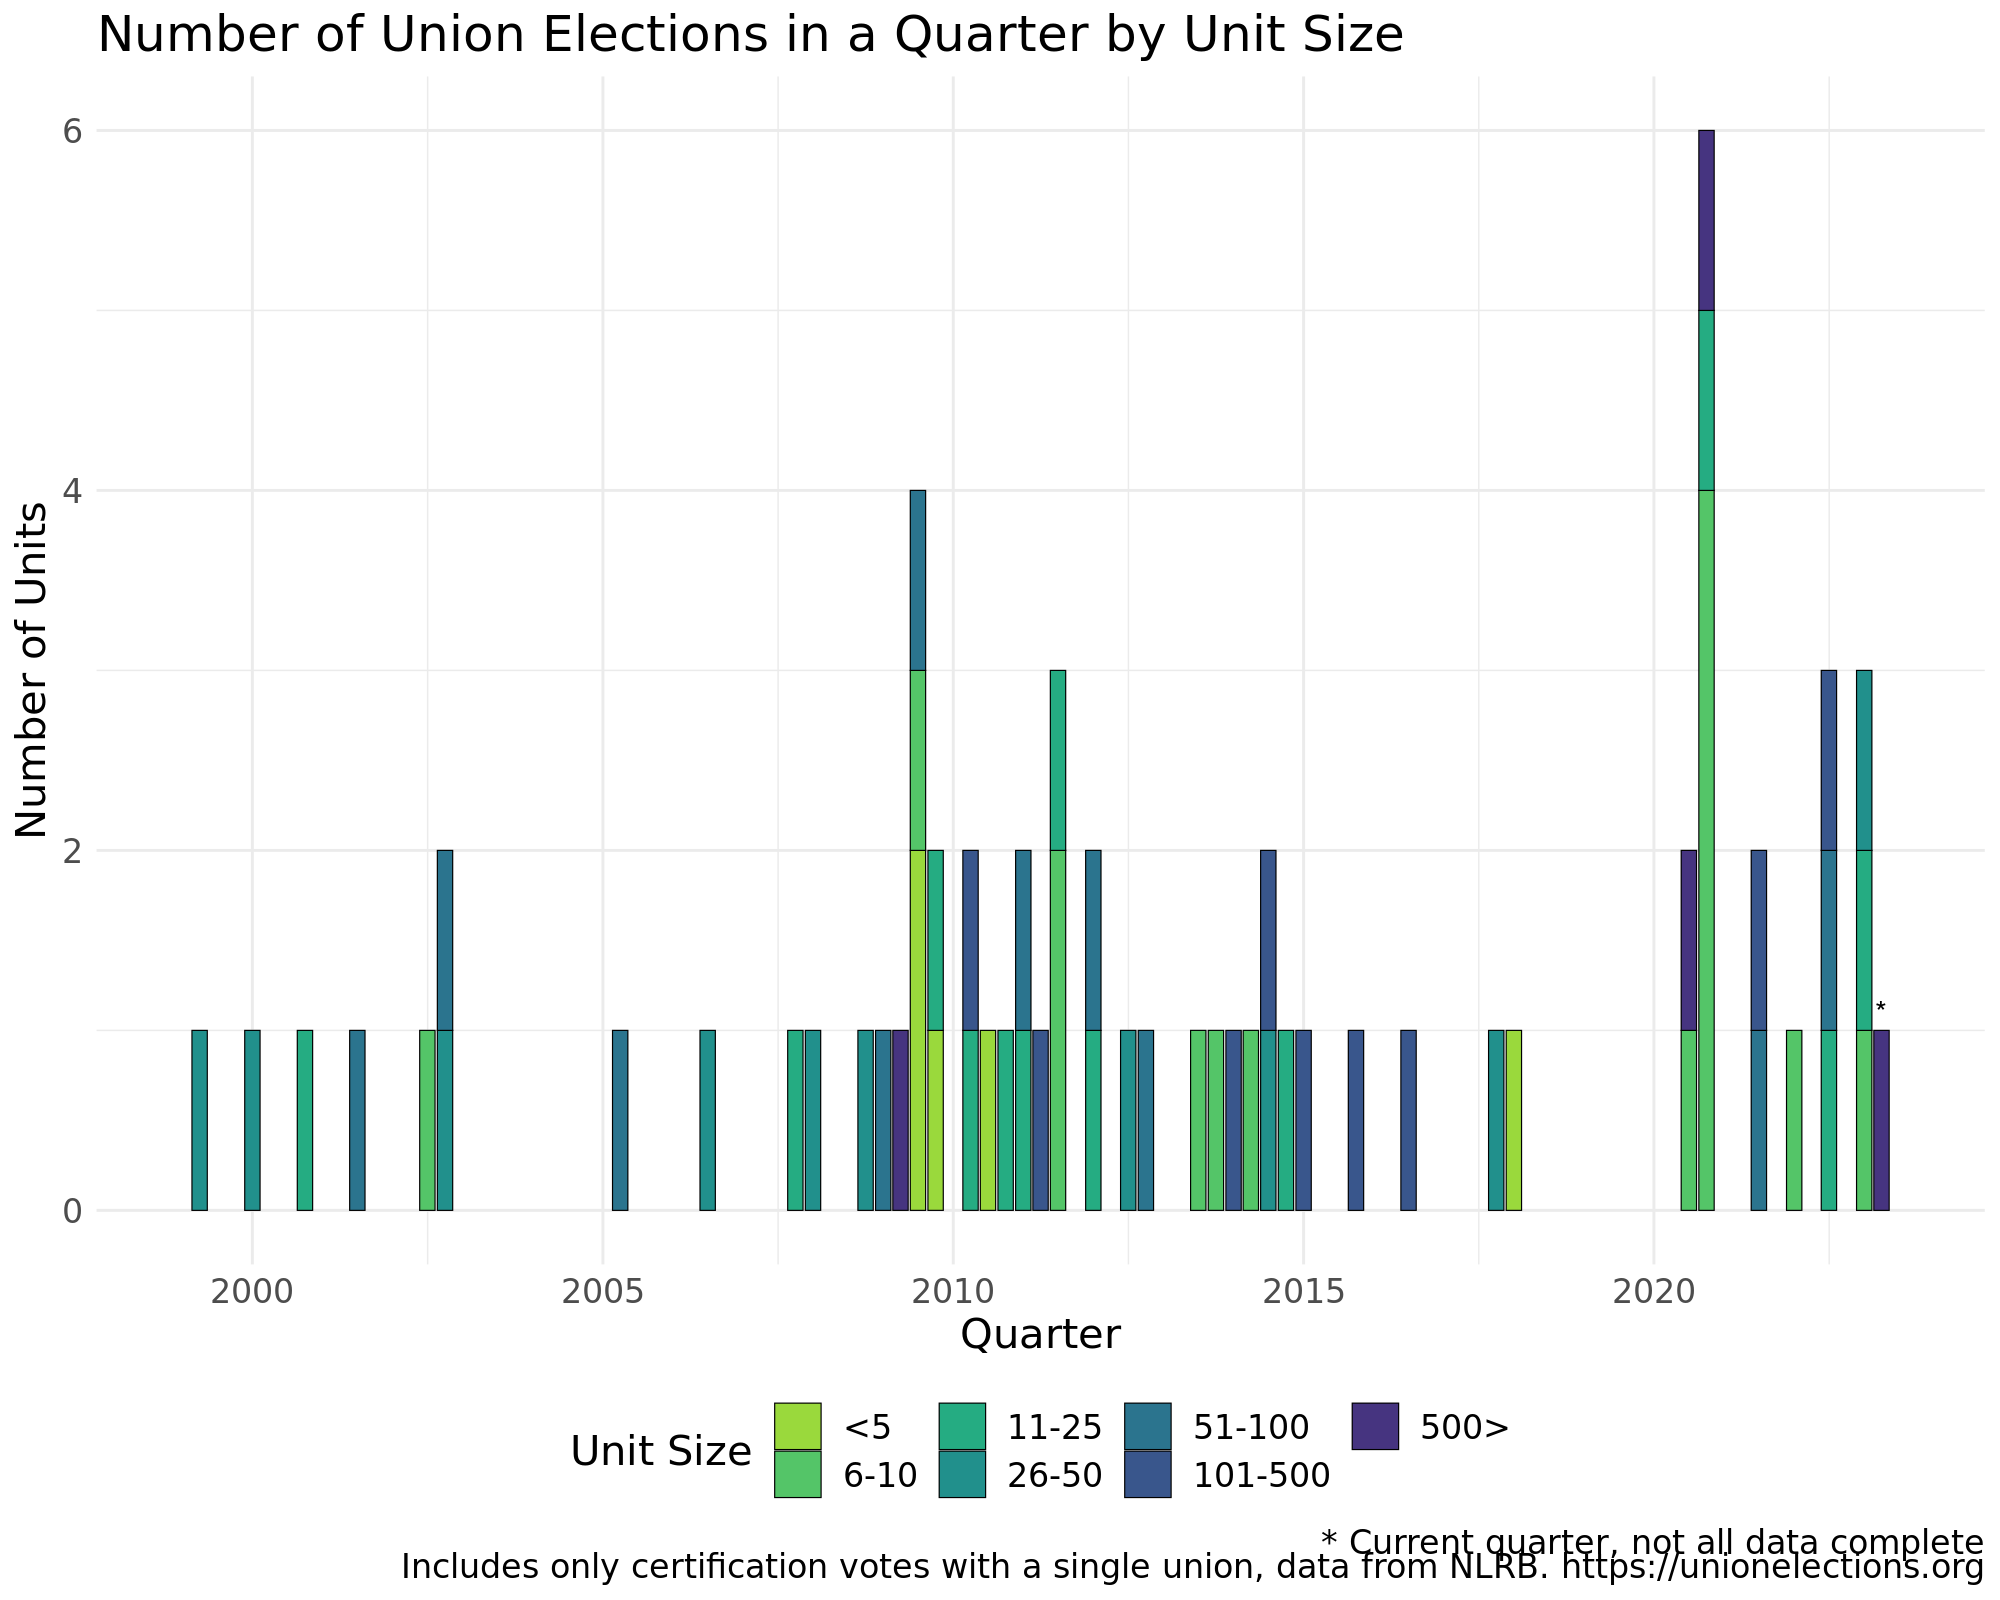 Number of Union Elections in a Quarter by Unit Size
Number of Units
6
4
2
0
*
2000 2005 2010 2015 2020
Quarter
Unit Size
<5 11-25 51-100 500>
6-10 26-50 101-500
* Current quarter, not all data complete
Includes only certification votes with a single union, data from NLRB. https://unionelections.org